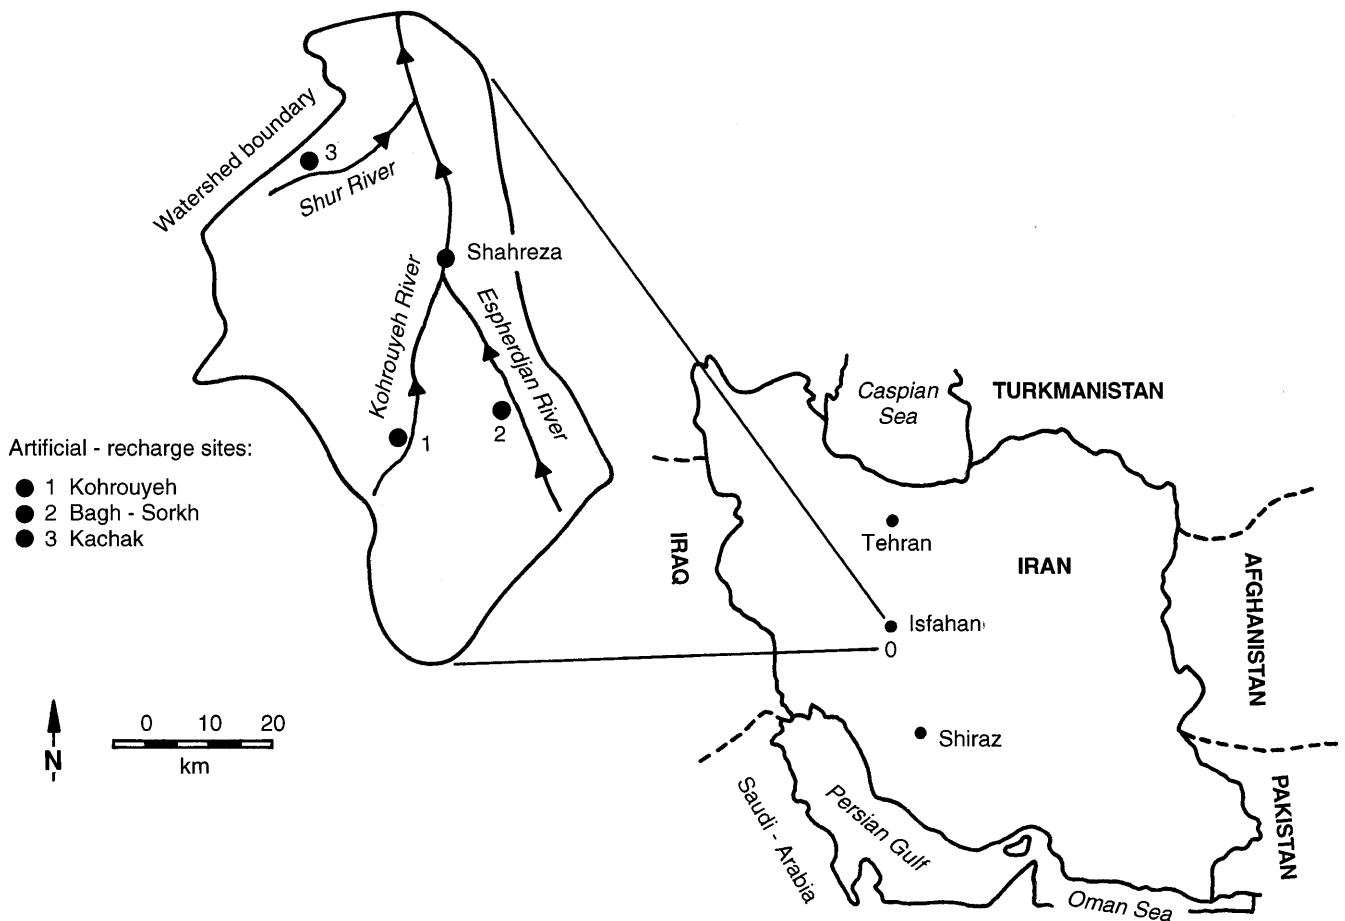 Watershed boundary
3
Shur River
Shahreza
Kohrouyeh River
Espherdjan River
1
2
Artificial - recharge sites:
1 Kohrouyeh
2 Bagh - Sorkh
3 Kachak
N
0 10 20
km
Caspian
Sea
TURKMANISTAN
IRAQ
Tehran
IRAN
AFGHANISTAN
Isfahan
0
Shiraz
Saudi - Arabia
Persian Gulf
PAKISTAN
Oman Sea